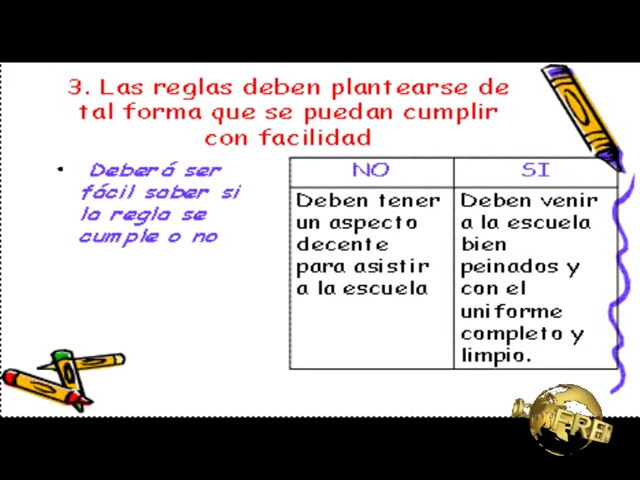 3. Las reglas deben plantearse de
tal forma que se puedan cumplir
con facilidad
• Deberá ser
fácil saber si
la regla se
cumple o no
NO
Deben tener
un aspecto
decente
para asistir
a la escuela
SI
Deben venir
a la escuela
bien
peinados y
con el
uniforme
completo y
limpio.